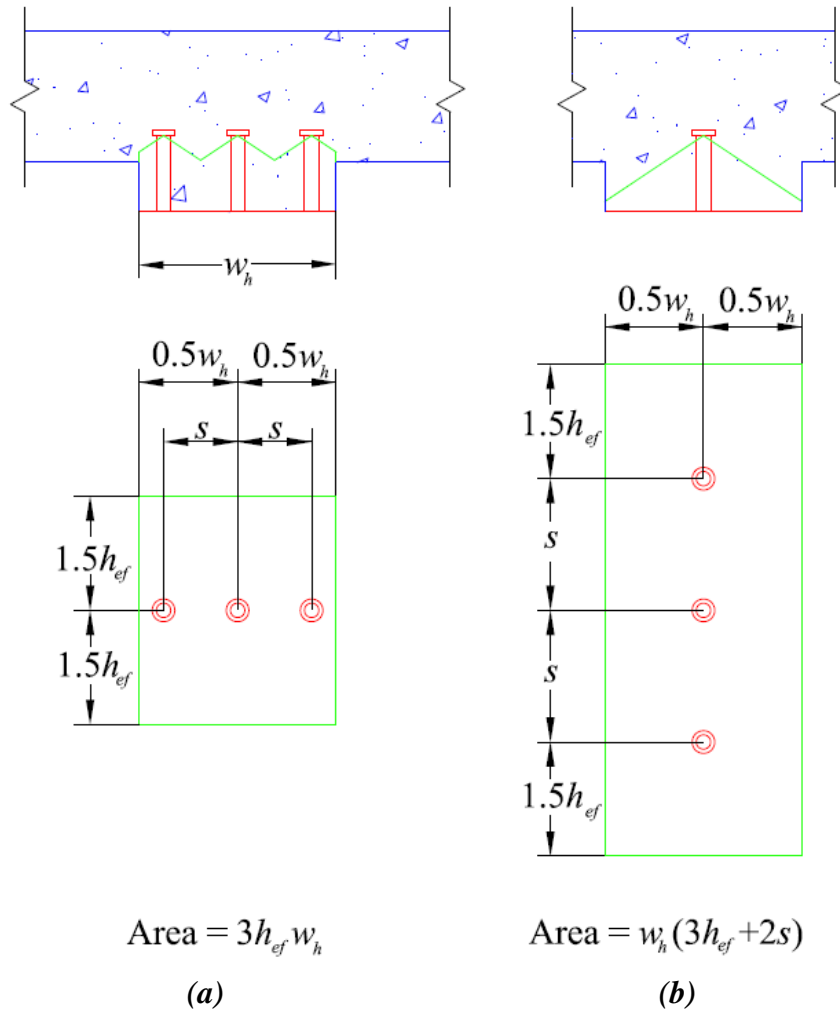 w_h
0.5w_h 0.5w_h
s s
1.5h_ef
1.5h_ef
Area = 3h_ef w_h
(a)
0.5w_h 0.5w_h
1.5h_ef
s
s
1.5h_ef
Area = w_h (3h_ef +2s)
(b)